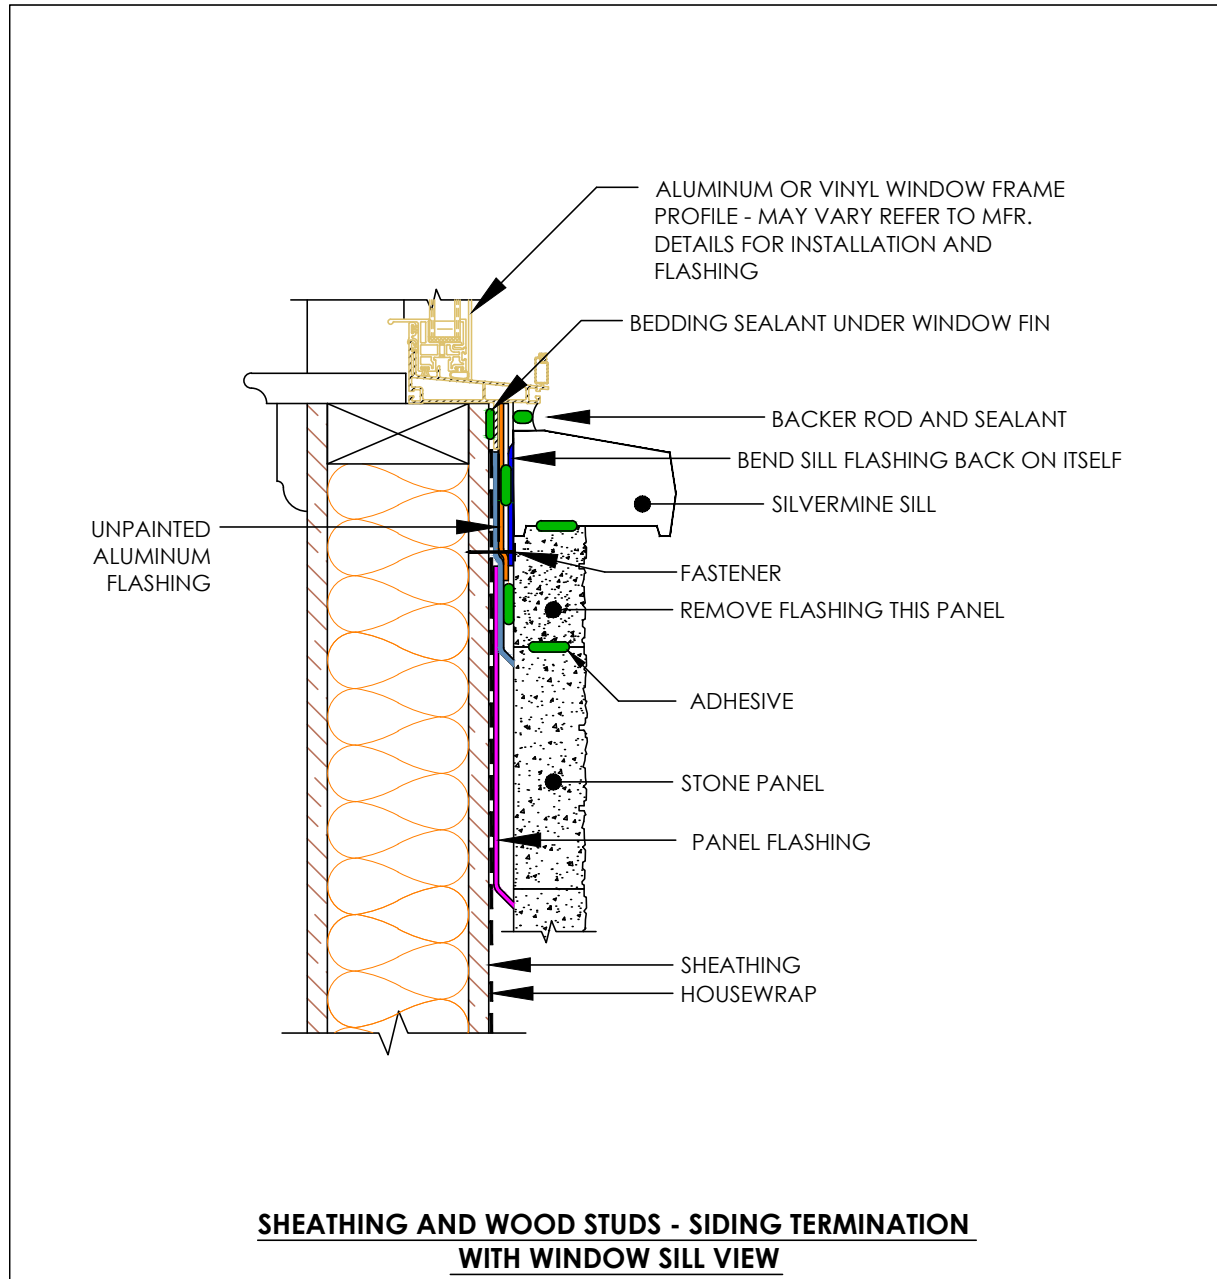 ALUMINUM OR VINYL WINDOW FRAME
PROFILE - MAY VARY REFER TO MFR.
DETAILS FOR INSTALLATION AND
FLASHING
BEDDING SEALANT UNDER WINDOW FIN
BACKER ROD AND SEALANT
BEND SILL FLASHING BACK ON ITSELF
SILVERMINE SILL
UNPAINTED
ALUMINUM
FLASHING
FASTENER
REMOVE FLASHING THIS PANEL
ADHESIVE
STONE PANEL
PANEL FLASHING
SHEATHING
HOUSEWRAP
SHEATHING AND WOOD STUDS - SIDING TERMINATION
WITH WINDOW SILL VIEW